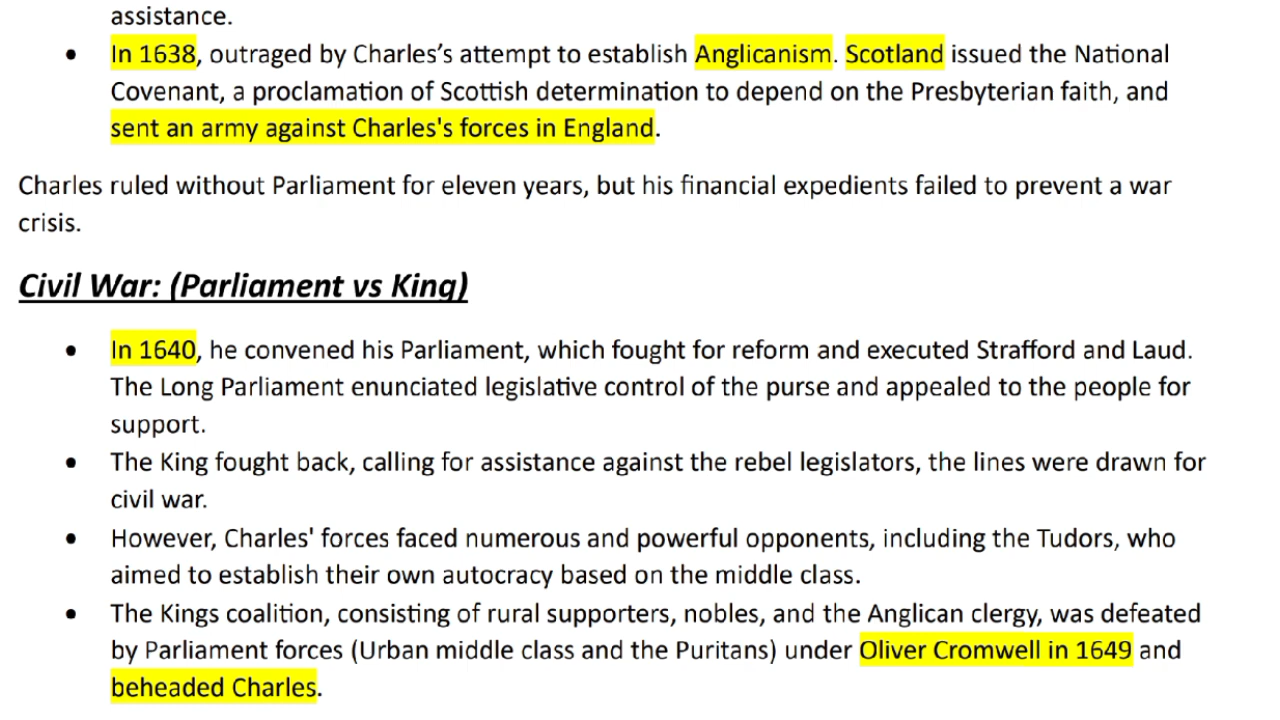 assistance.
• In 1638, outraged by Charles’s attempt to establish Anglicanism. Scotland issued the National
Covenant, a proclamation of Scottish determination to depend on the Presbyterian faith, and
sent an army against Charles's forces in England.
Charles ruled without Parliament for eleven years, but his financial expedients failed to prevent a war
crisis.
Civil War: (Parliament vs King)
• In 1640, he convened his Parliament, which fought for reform and executed Strafford and Laud.
The Long Parliament enunciated legislative control of the purse and appealed to the people for
support.
• The King fought back, calling for assistance against the rebel legislators, the lines were drawn for
civil war.
• However, Charles' forces faced numerous and powerful opponents, including the Tudors, who
aimed to establish their own autocracy based on the middle class.
• The Kings coalition, consisting of rural supporters, nobles, and the Anglican clergy, was defeated
by Parliament forces (Urban middle class and the Puritans) under Oliver Cromwell in 1649 and
beheaded Charles.